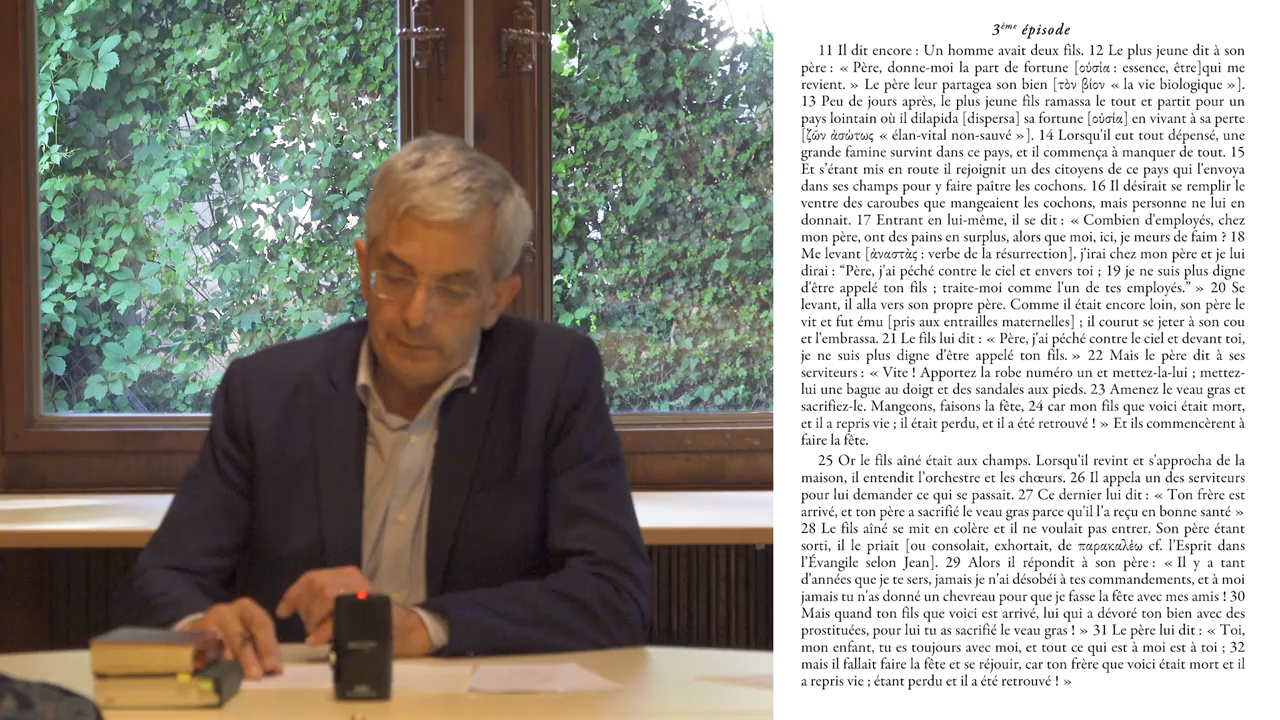 3ème épisode
11 Il dit encore : Un homme avait deux fils. 12 Le plus jeune dit à son
père : « Père, donne-moi la part de fortune [οὐσία : essence, être]qui me
revient. » Le père leur partagea son bien [τὸν βίον « la vie biologique »].
13 Peu de jours après, le plus jeune fils ramassa le tout et partit pour un
pays lointain où il dilapida [dispersa] sa fortune [οὐσία] en vivant à sa perte
[ζῶν ἀσώτως « élan-vital non-sauvé »]. 14 Lorsqu'il eut tout dépensé, une
grande famine survint dans ce pays, et il commença à manquer de tout. 15
Et s'étant mis en route il rejoignit un des citoyens de ce pays qui l'envoya
dans ses champs pour y faire paître les cochons. 16 Il désirait se remplir le
ventre des caroubes que mangeaient les cochons, mais personne ne lui en
donnait. 17 Entrant en lui-même, il se dit : « Combien d'employés, chez
mon père, ont des pains en surplus, alors que moi, ici, je meurs de faim ? 18
Me levant [ἀναστὰς : verbe de la résurrection], j'irai chez mon père et je lui
dirai : “Père, j'ai péché contre le ciel et envers toi ; 19 je ne suis plus digne
d'être appelé ton fils ; traite-moi comme l'un de tes employés.” » 20 Se
levant, il alla vers son propre père. Comme il était encore loin, son père le
vit et fut ému [pris aux entrailles maternelles] ; il courut se jeter à son cou
et l'embrassa. 21 Le fils lui dit : « Père, j'ai péché contre le ciel et devant toi,
je ne suis plus digne d'être appelé ton fils. » 22 Mais le père dit à ses
serviteurs : « Vite ! Apportez la robe numéro un et mettez-la-lui ; mettez-
lui une bague au doigt et des sandales aux pieds. 23 Amenez le veau gras et
sacrifiez-le. Mangeons, faisons la fête, 24 car mon fils que voici était mort,
et il a repris vie ; il était perdu, et il a été retrouvé ! » Et ils commencèrent à
faire la fête.
25 Or le fils aîné était aux champs. Lorsqu'il revint et s'approcha de la
maison, il entendit l'orchestre et les chœurs. 26 Il appela un des serviteurs
pour lui demander ce qui se passait. 27 Ce dernier lui dit : « Ton frère est
arrivé, et ton père a sacrifié le veau gras parce qu'il l'a reçu en bonne santé »
28 Le fils aîné se mit en colère et il ne voulait pas entrer. Son père étant
sorti, il le priait [ou consolait, exhortait, de παρακαλέω cf. l'Esprit dans
l'Évangile selon Jean]. 29 Alors il répondit à son père : « Il y a tant
d'années que je te sers, jamais je n'ai désobéi à tes commandements, et à moi
jamais tu n'as donné un chevreau pour que je fasse la fête avec mes amis ! 30
Mais quand ton fils que voici est arrivé, lui qui a dévoré ton bien avec des
prostituées, pour lui tu as sacrifié le veau gras ! » 31 Le père lui dit : « Toi,
mon enfant, tu es toujours avec moi, et tout ce qui est à moi est à toi ; 32
mais il fallait faire la fête et se réjouir, car ton frère que voici était mort et il
a repris vie ; étant perdu et il a été retrouvé ! »